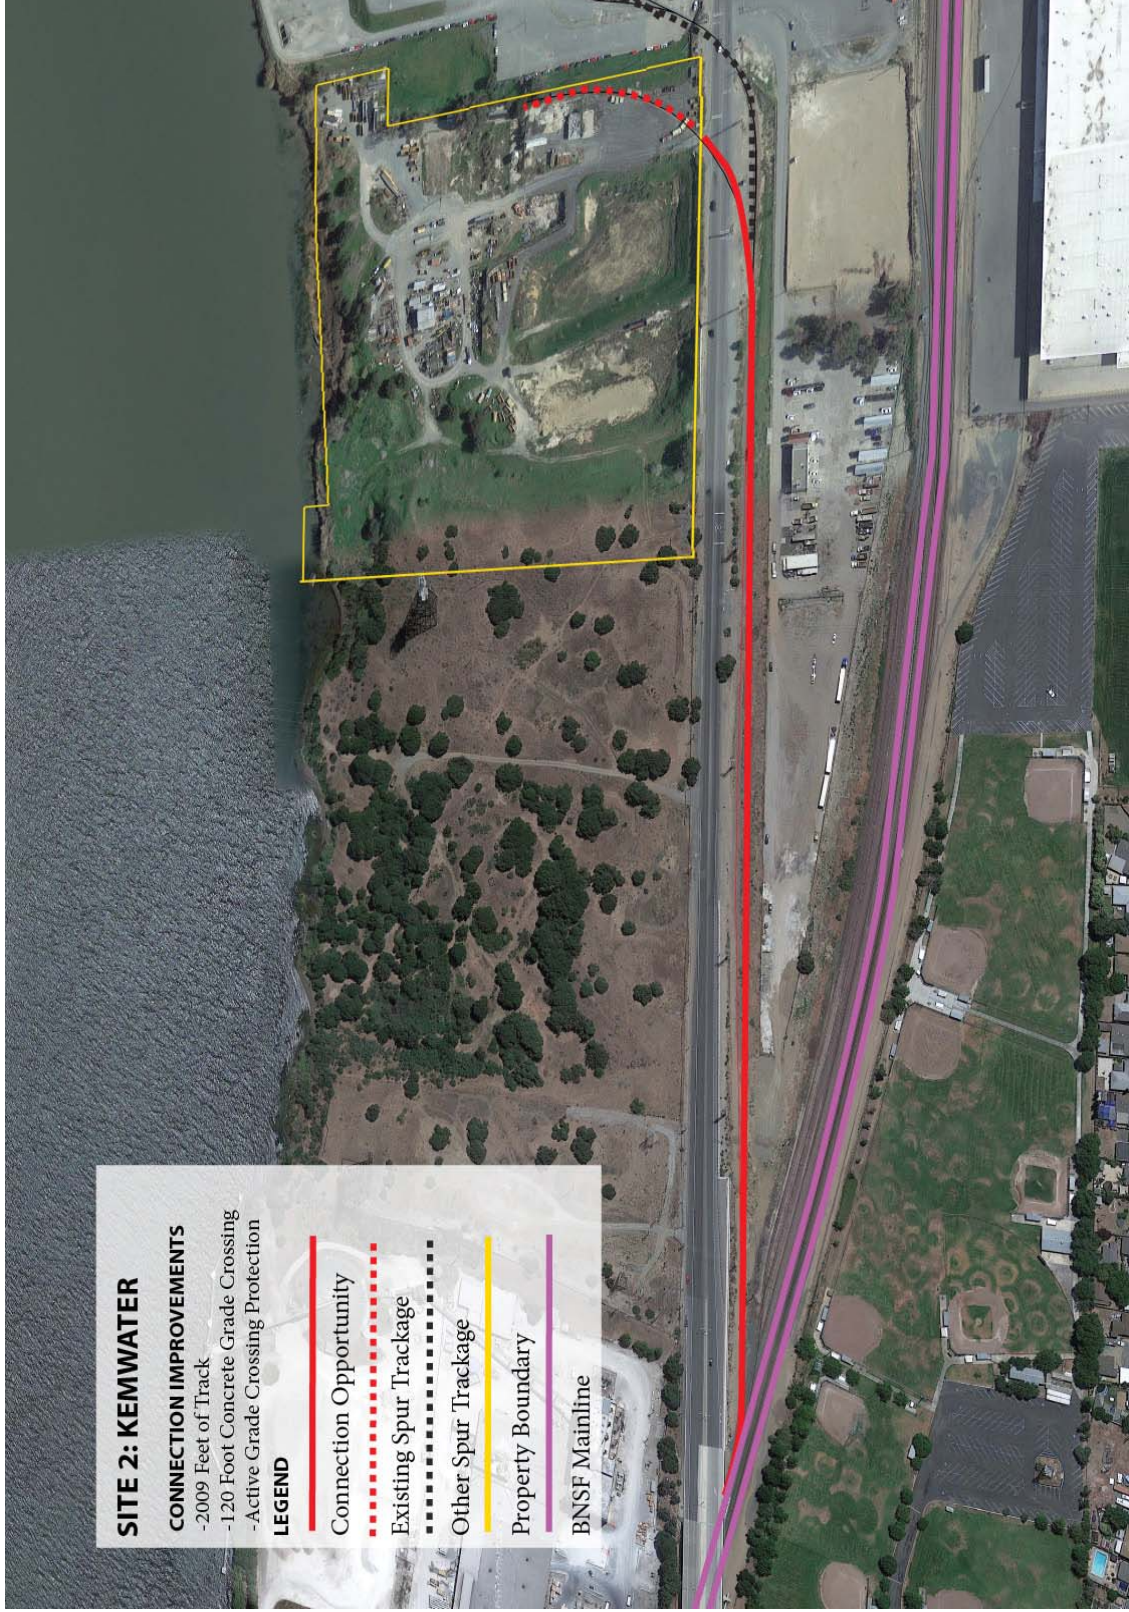 SITE 2: KEMWATER
CONNECTION IMPROVEMENTS
-2009 Feet of Track
-120 Foot Concrete Grade Crossing
-Active Grade Crossing Protection
LEGEND
Connection Opportunity
Existing Spur Trackage
Other Spur Trackage
Property Boundary
BNSF Mainline